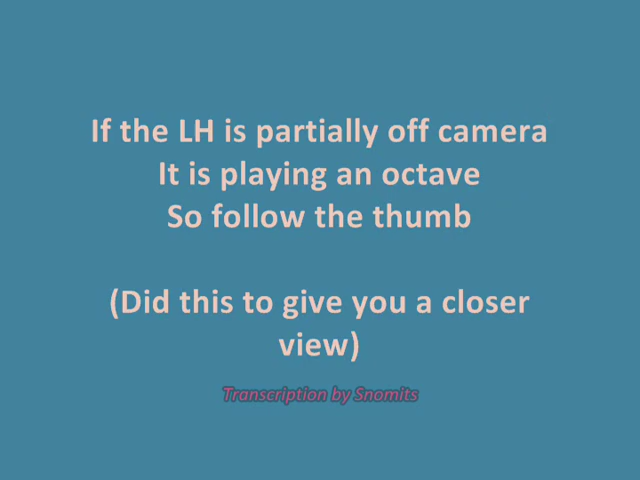 If the LH is partially off camera
It is playing an octave
So follow the thumb
(Did this to give you a closer
view)
Transcription by Snomits